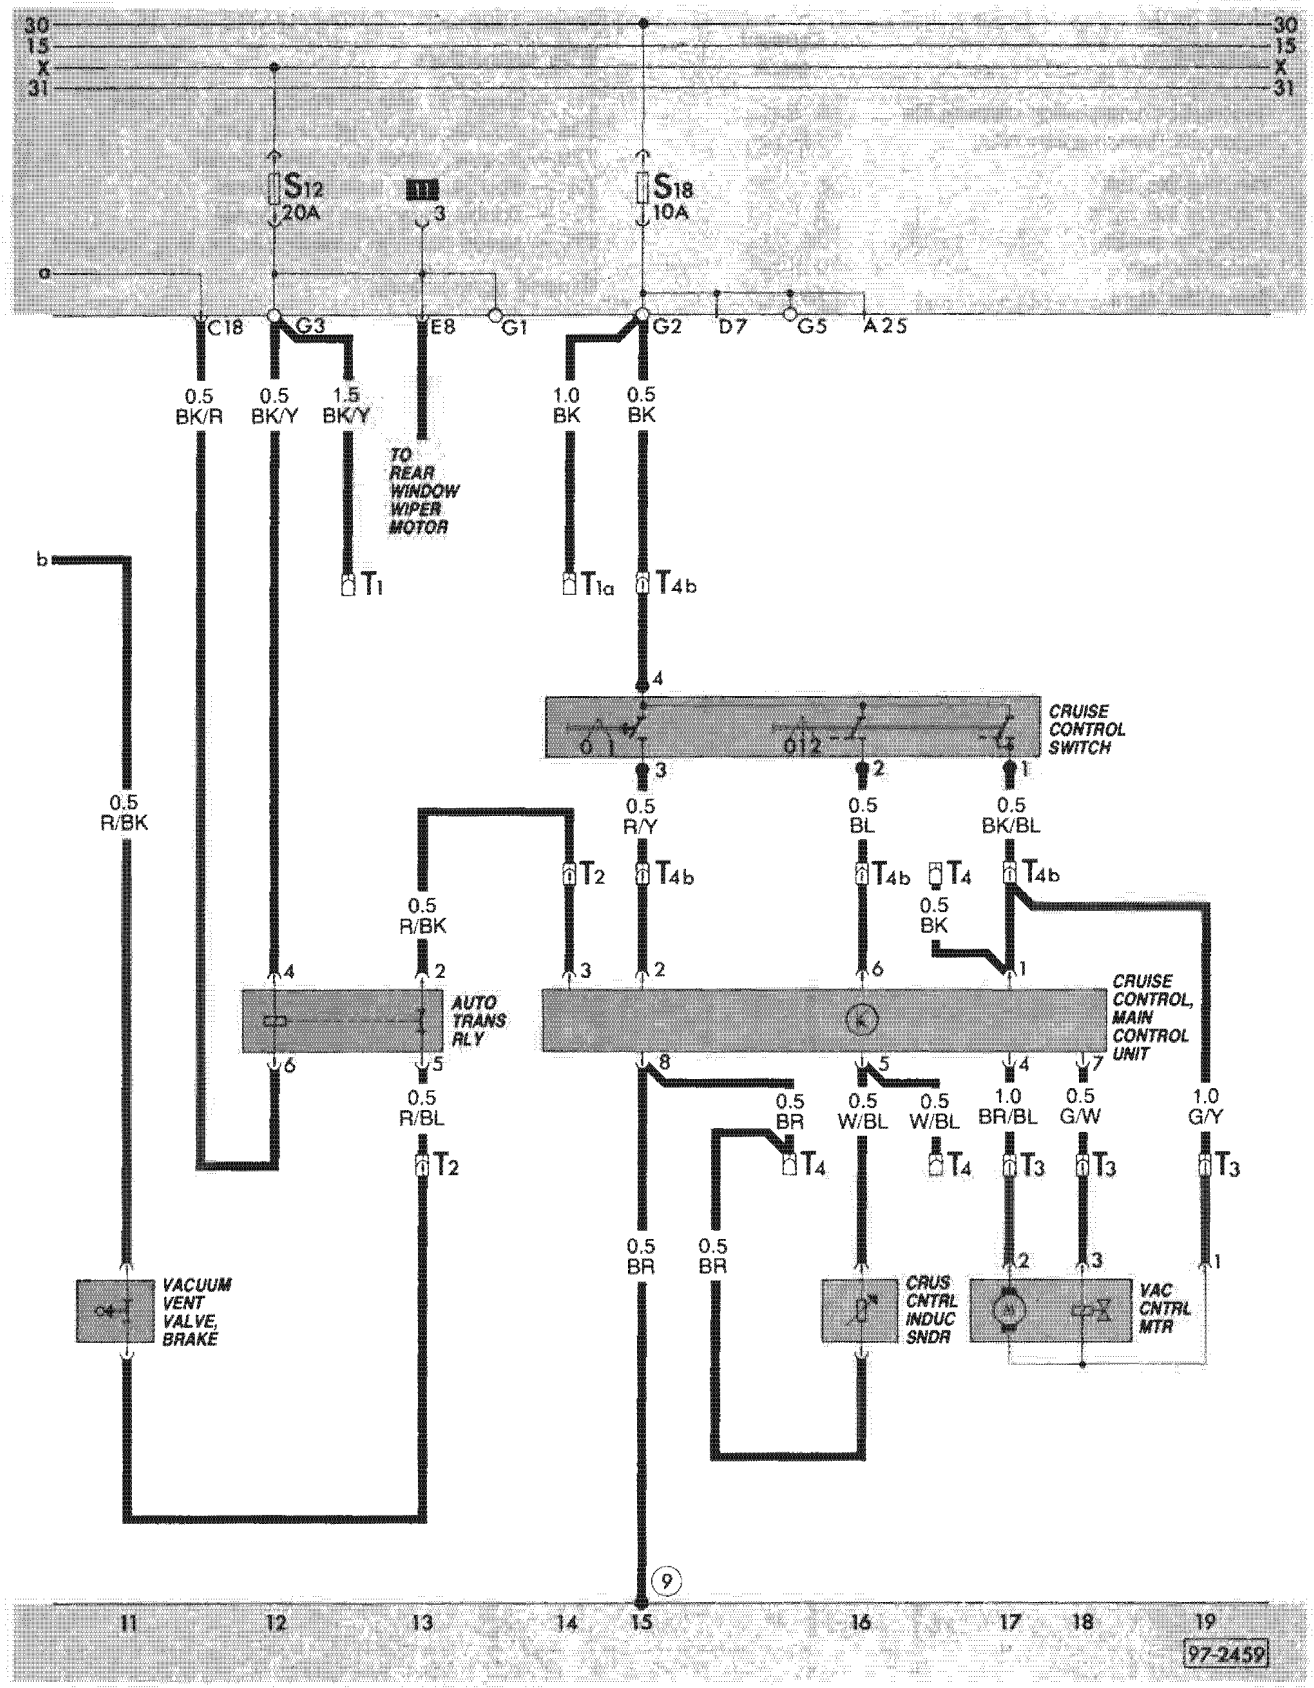 30 30
15 15
X X
31 31
S12
20A
11
3
S18
10A
a
C18 G3 E8 G1 G2 D7 G5 A25
0.5 0.5 1.5 1.0 0.5
BK/R BK/Y BK/Y BK BK
TO
REAR
WINDOW
WIPER
MOTOR
b
T1 T1a T4b
4
CRUISE
CONTROL
SWITCH
0 1 0 1 2
3 2 1
0.5 0.5 0.5 0.5
R/BK R/Y BL BK/BL
T2 T4b T4b T4 T4b
0.5 0.5
R/BK BK
4 2 3 2 6 1
AUTO
TRANS
RLY
CRUISE
CONTROL,
MAIN
CONTROL
UNIT
K
6 5 8 5 4 7
0.5 0.5 0.5 0.5 1.0 0.5 1.0
R/BL BR W/BL W/BL BR/BL G/W G/Y
T2 T4 T4 T3 T3 T3
0.5 0.5
BR BR
2 3 1
VACUUM
VENT
VALVE,
BRAKE
CRUS
CNTRL
INDUC
SNDR
M
VAC
CNTRL
MTR
9
11 12 13 14 15 16 17 18 19
97-2459